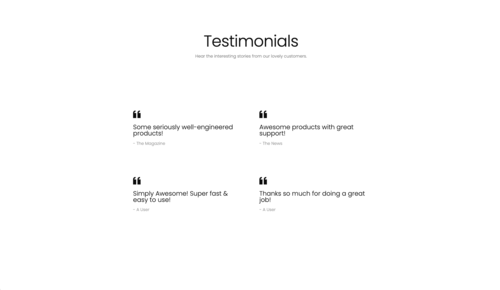 Testimonials
Hear the interesting stories from our lovely customers.
Some seriously well-engineered
products!
- The Magazine
Awesome products with great
support!
- The News
Simply Awesome! Super fast &
easy to use!
- A User
Thanks so much for doing a great
job!
- A User